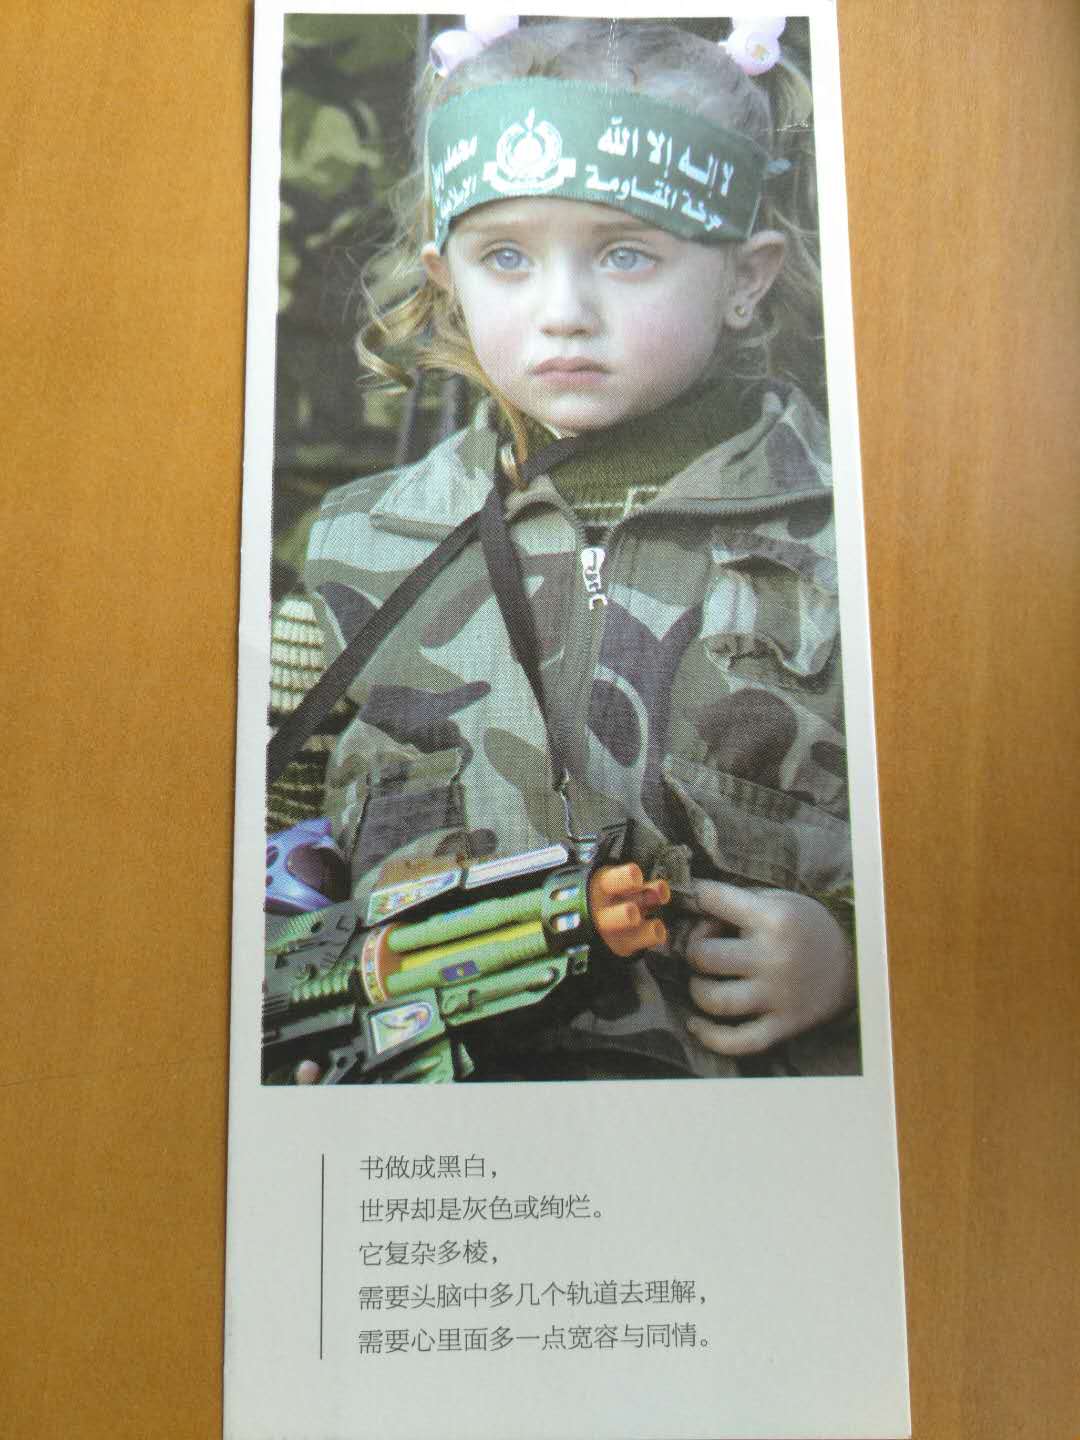 لا إله إلا الله
حركة المقاومة
محمد
书做成黑白，
世界却是灰色或绚烂。
它复杂多棱，
需要头脑中多几个轨道去理解，
需要心里面多一点宽容与同情。